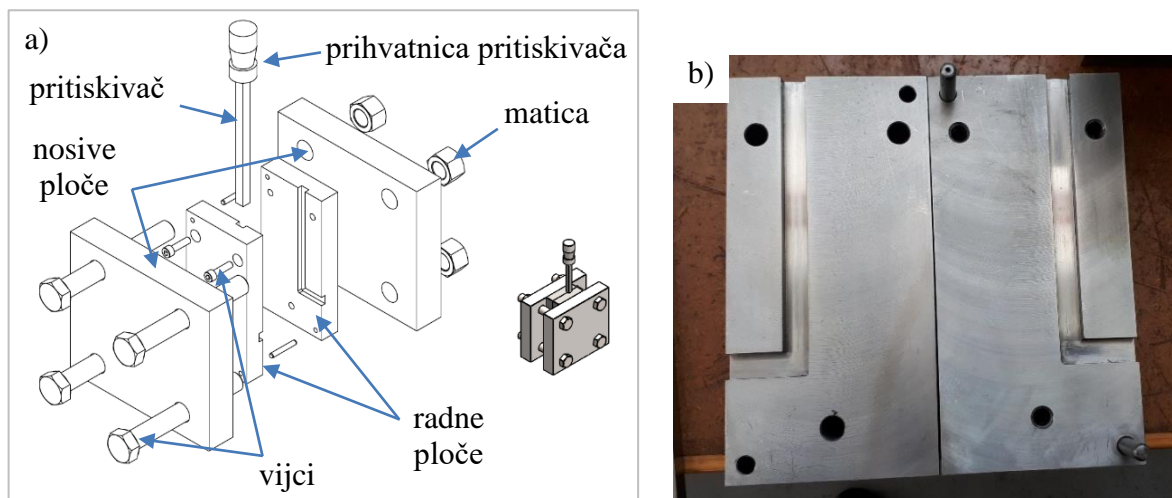 a)
prihvatnica pritiskivača
pritiskivač
matica
nosive
ploče
radne
ploče
vijci
b)